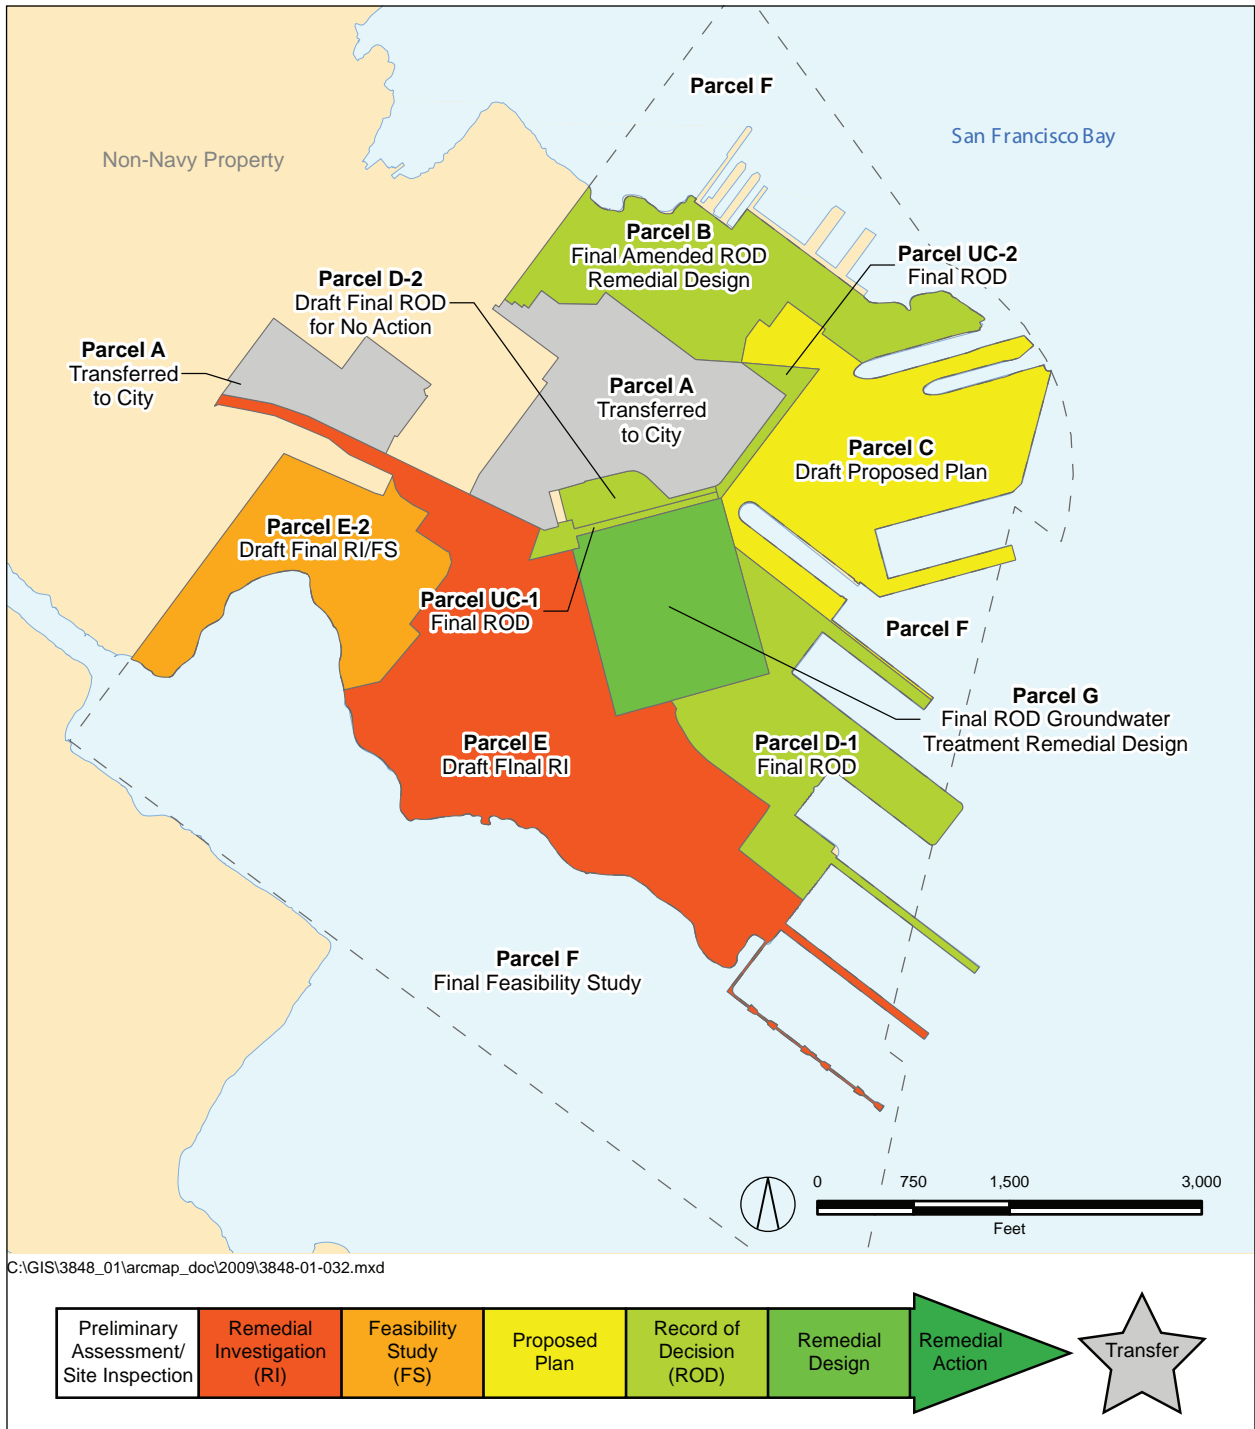 Parcel F
San Francisco Bay
Non-Navy Property
Parcel B
Final Amended ROD
Remedial Design
Parcel UC-2
Final ROD
Parcel D-2
Draft Final ROD
for No Action
Parcel A
Transferred
to City
Parcel A
Transferred
to City
Parcel C
Draft Proposed Plan
Parcel E-2
Draft Final RI/FS
Parcel UC-1
Final ROD
Parcel F
Parcel G
Final ROD Groundwater
Treatment Remedial Design
Parcel E
Draft FInal RI
Parcel D-1
Final ROD
Parcel F
Final Feasibility Study
0 750 1,500 3,000
Feet
C:\GIS\3848_01\arcmap_doc\2009\3848-01-032.mxd
Preliminary
Assessment/
Site Inspection
Remedial
Investigation
(RI)
Feasibility
Study
(FS)
Proposed
Plan
Record of
Decision
(ROD)
Remedial
Design
Remedial
Action
Transfer